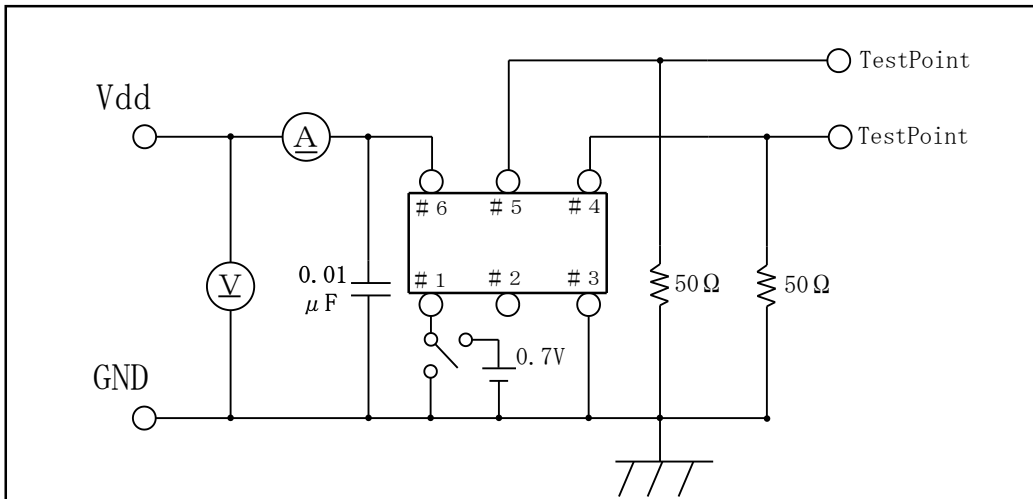 TestPoint
Vdd
TestPoint
A
#6 #5 #4
#1 #2 #3
0.01
μF
V
50Ω 50Ω
0.7V
GND